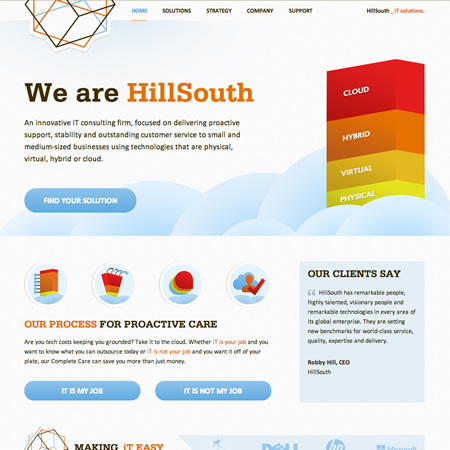 HOME SOLUTIONS STRATEGY COMPANY SUPPORT HillSouth _ iT solutions.
We are HillSouth
An innovative IT consulting firm, focused on delivering proactive
support, stability and outstanding customer service to small and
medium-sized businesses using technologies that are physical,
virtual, hybrid or cloud.
FIND YOUR SOLUTION
CLOUD
HYBRID
VIRTUAL
PHYSICAL
OUR PROCESS FOR PROACTIVE CARE
Are you tech costs keeping you grounded? Take it to the cloud. Whether IT is your job and you
want to know what you can outsource today or IT is not your job and you want it off of your
plate, our Complete Care can save you more than just money.
IT IS MY JOB
IT IS NOT MY JOB
OUR CLIENTS SAY
“ HillSouth has remarkable people,
highly talented, visionary people and
remarkable technologies in every area of
its global enterprise. They are setting
new benchmarks for world-class service,
quality, expertise and delivery.
Robby Hill, CEO
HillSouth
MAKING iT EASY
DELL
hp